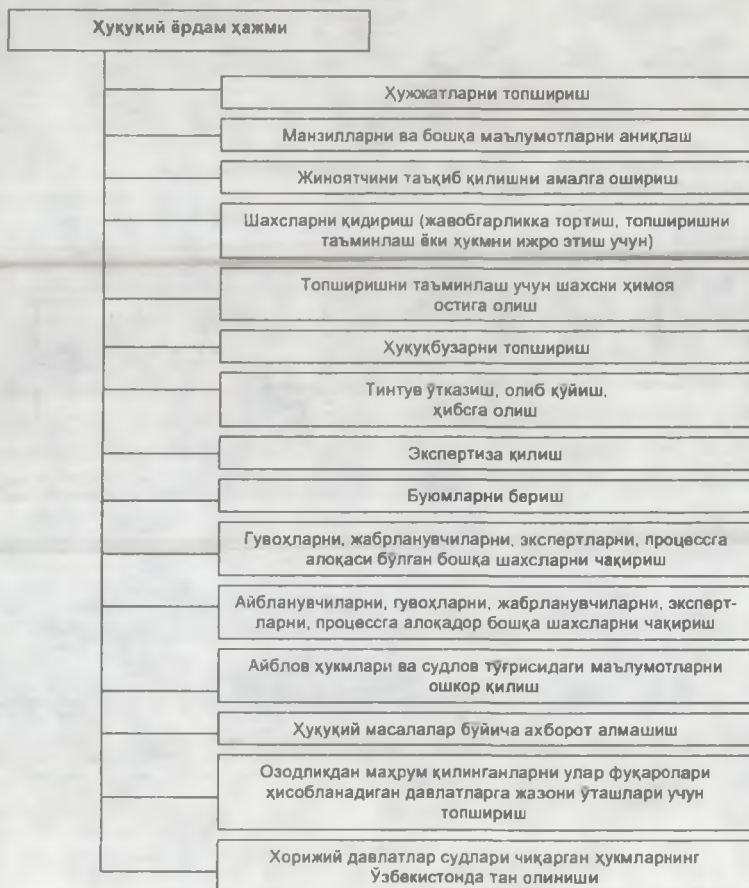 Ҳуқуқий ёрдам ҳажми
Ҳужжатларни топшириш
Манзилларни ва бошқа маълумотларни аниқлаш
Жиноятчини таъқиб қилишни амалга ошириш
Шахсларни қидириш (жавобгарликка тортиш, топширишни
таъминлаш ёки ҳукмни ижро этиш учун)
Топширишни таъминлаш учун шахсни ҳимоя
остига олиш
Ҳуқуқбузарни топшириш
Тинтув ўтказиш, олиб қўйиш,
ҳибсга олиш
Экспертиза қилиш
Буюмларни бериш
Гувоҳларни, жабрланувчиларни, экспертларни, процессга
алоқаси бўлган бошқа шахсларни чақириш
Айбланувчиларни, гувоҳларни, жабрланувчиларни, эксперт-
ларни, процессга алоқадор бошқа шахсларни чақириш
Айблов ҳукмлари ва судлов тўғрисидаги маълумотларни
ошкор қилиш
Ҳуқуқий масалалар бўйича ахборот алмашиш
Озодликдан маҳрум қилинганларни улар фуқаролари
ҳисобланадиган давлатларга жазони ўташлари учун
топшириш
Хорижий давлатлар судлари чиқарган ҳукмларнинг
Ўзбекистонда тан олиниши